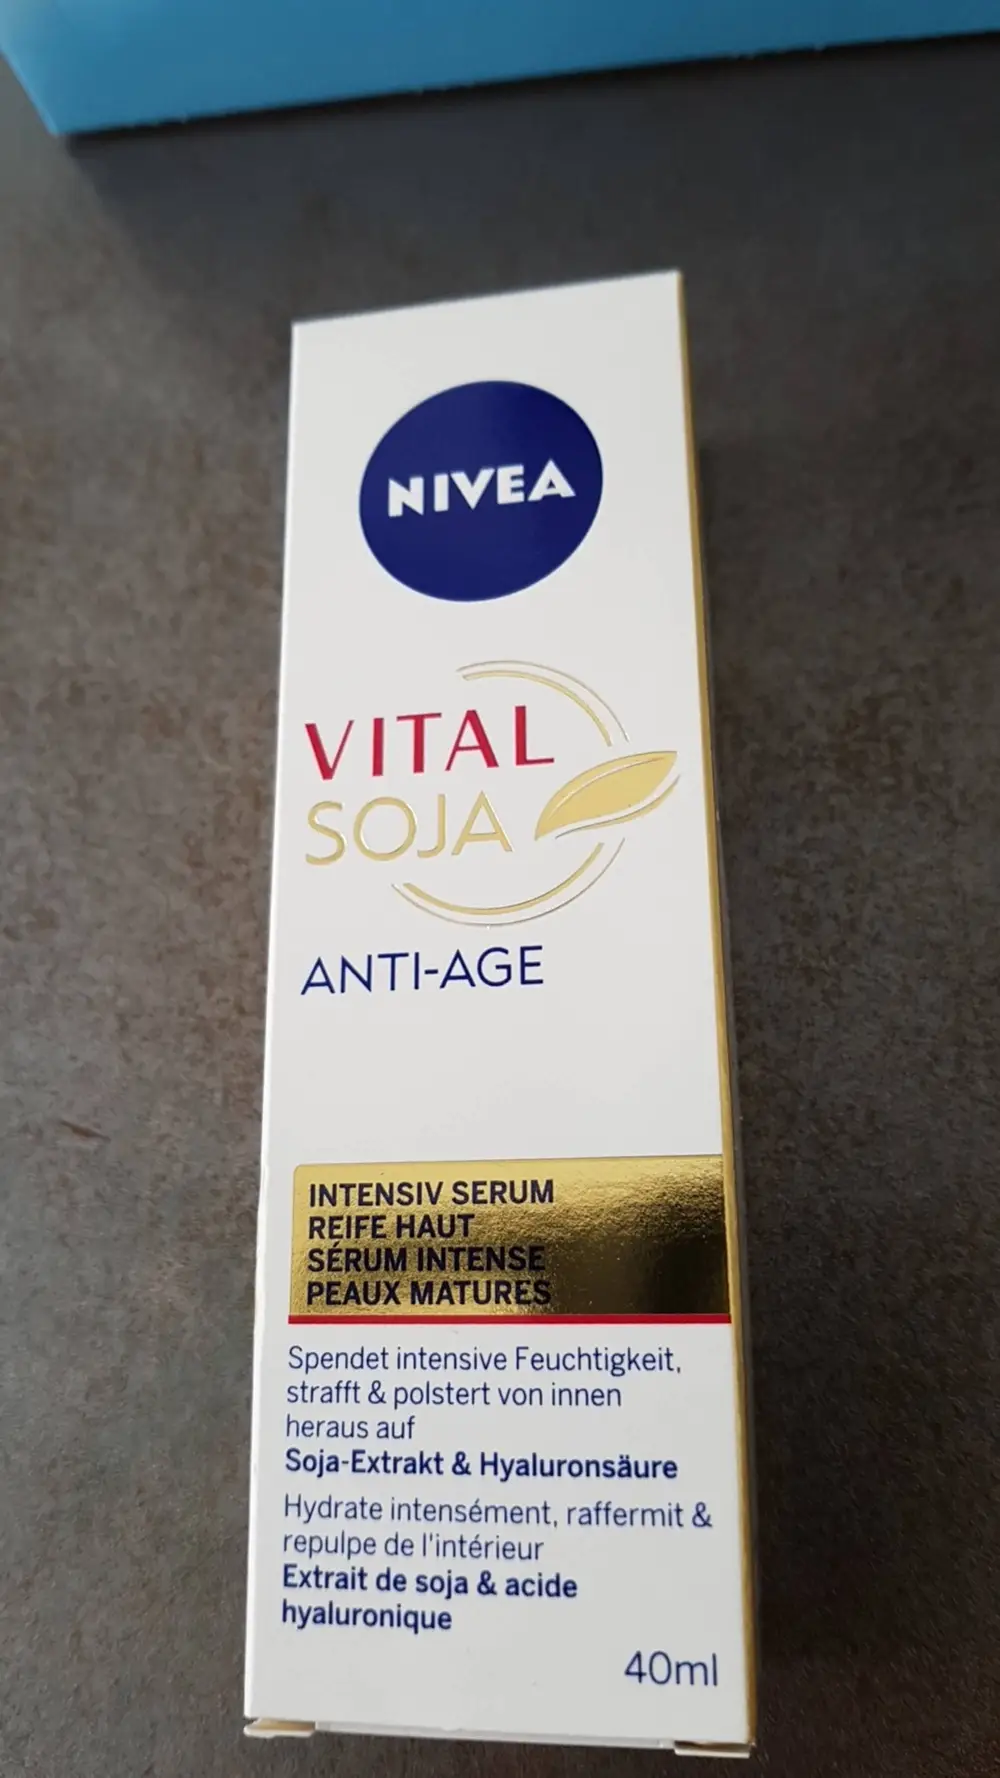 NIVEA
VITAL
SOJA
ANTI-AGE
INTENSIV SERUM
REIFE HAUT
SÉRUM INTENSE
PEAUX MATURES
Spendet intensive Feuchtigkeit,
strafft & polstert von innen
heraus auf
Soja-Extrakt & Hyaluronsäure
Hydrate intensément, raffermit &
repulpe de l'intérieur
Extrait de soja & acide
hyaluronique
40ml